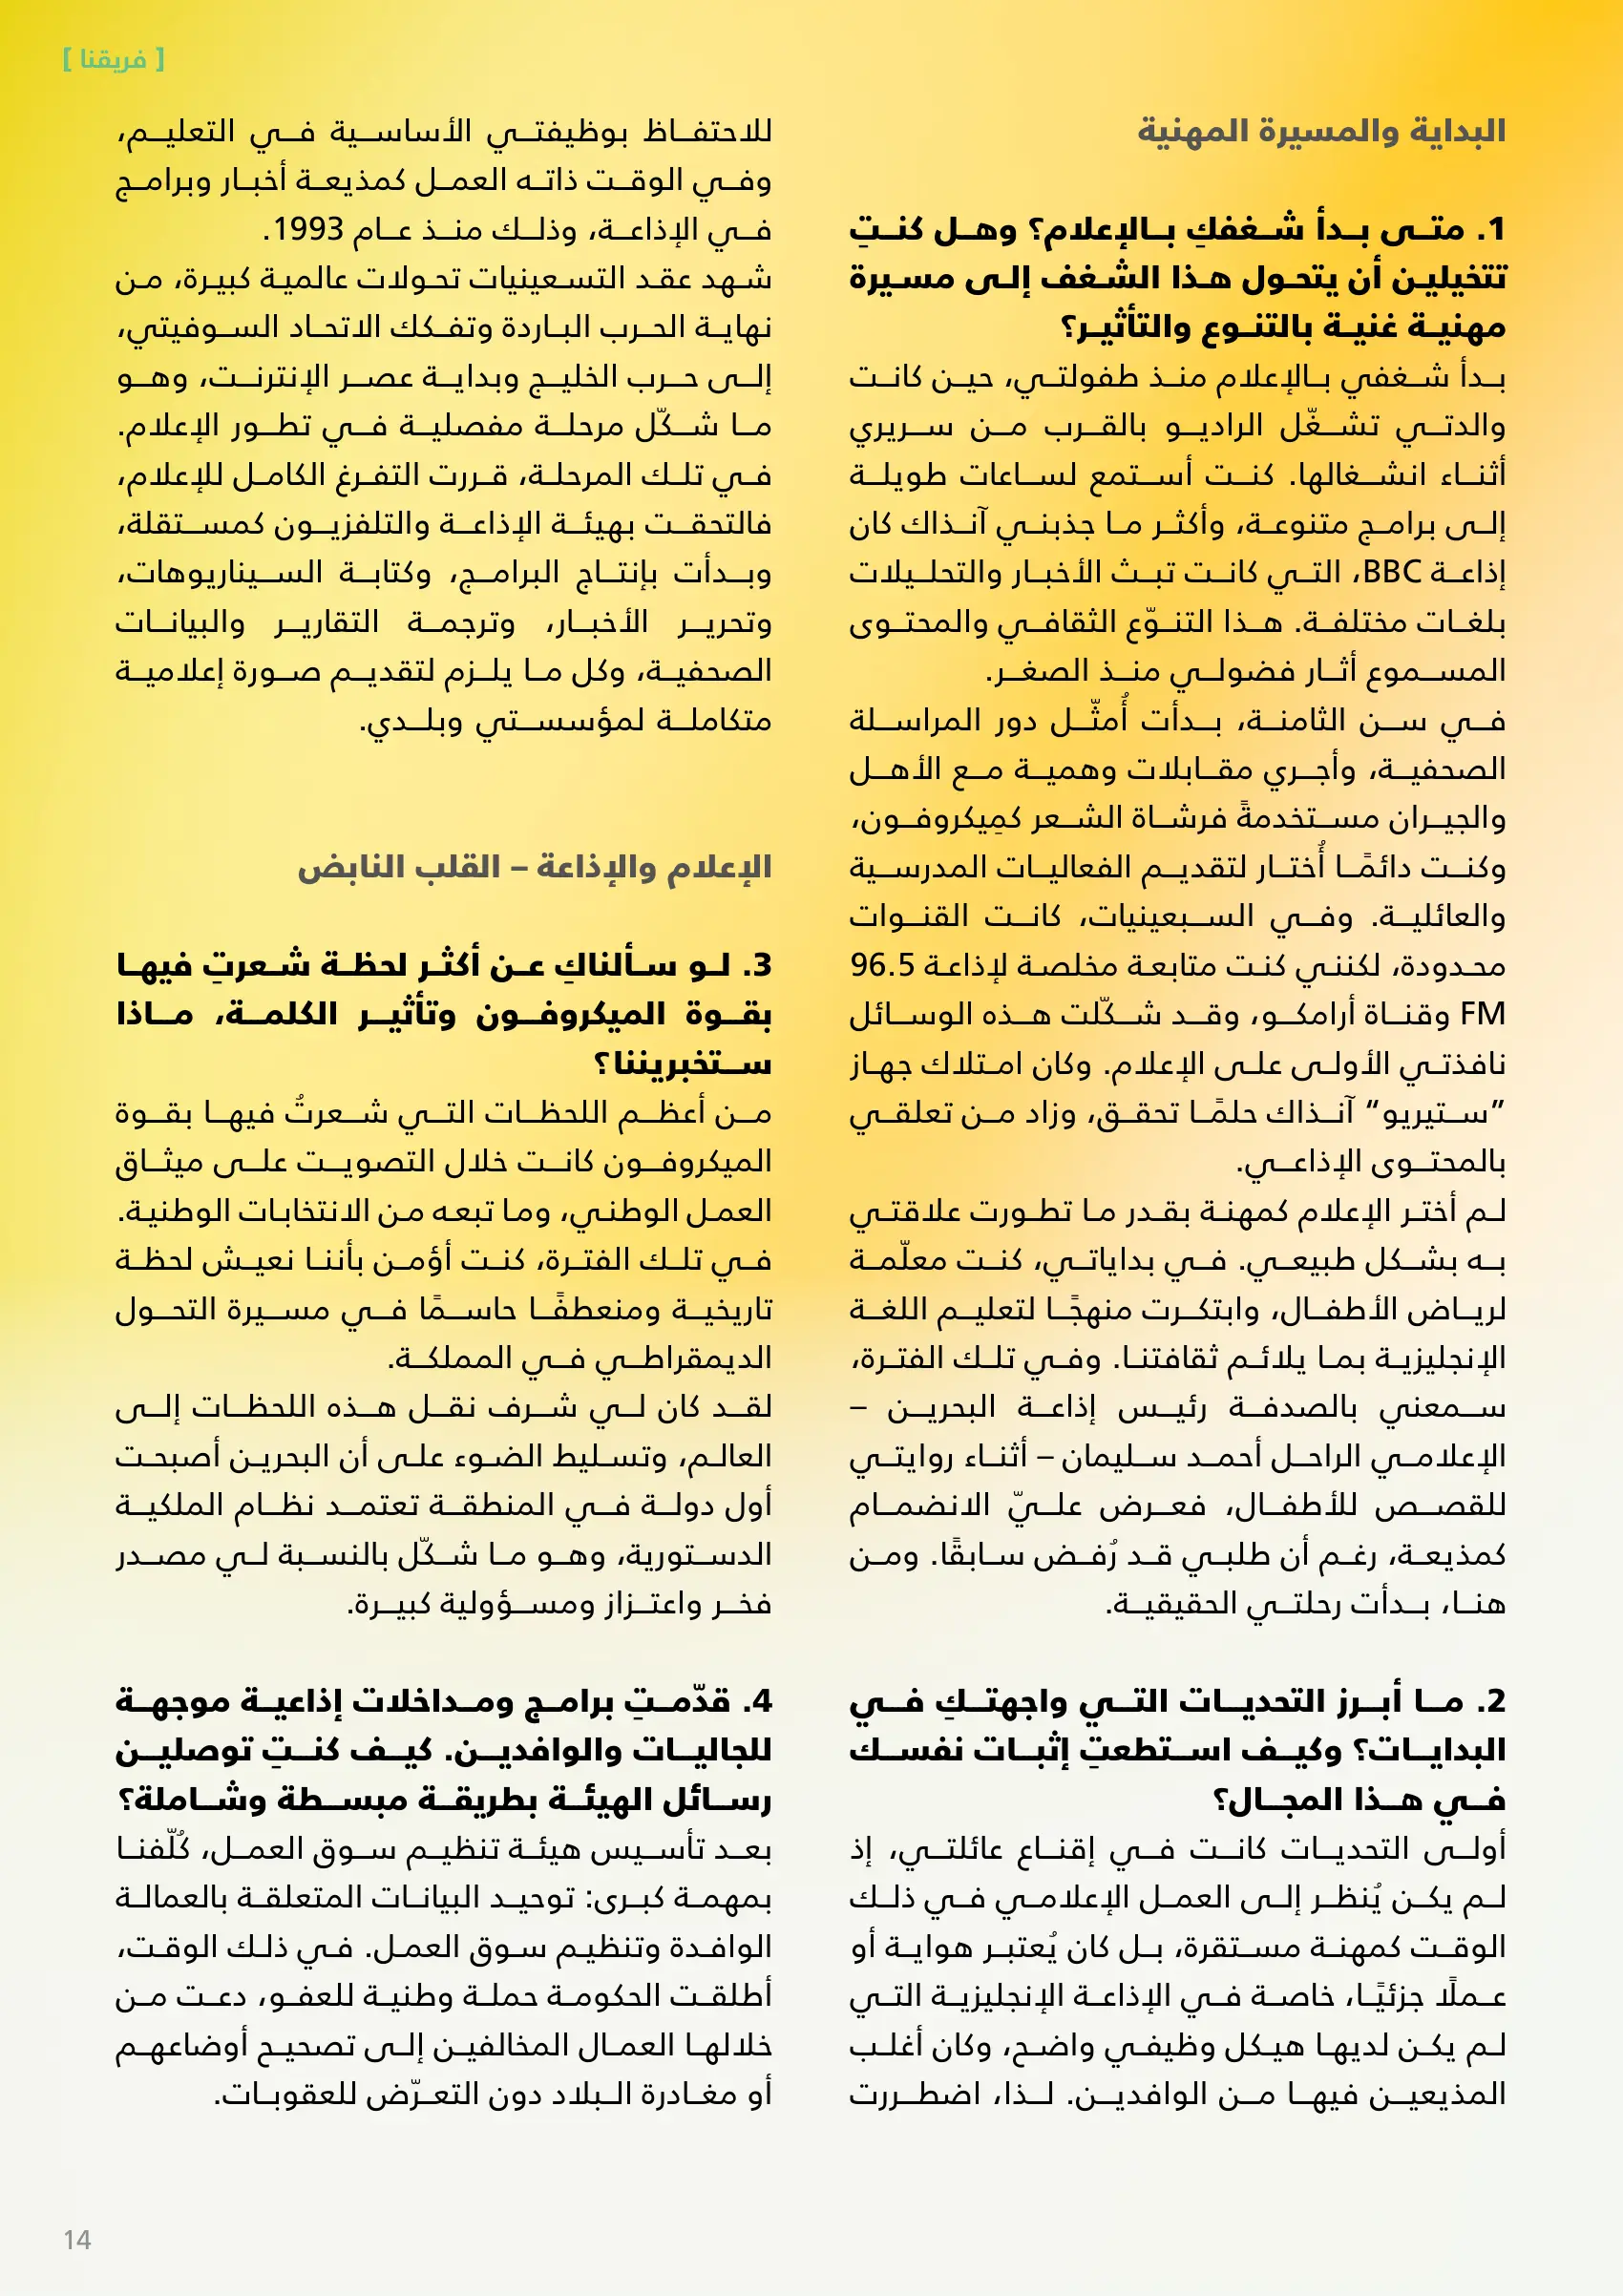 [ فريقنا ]
البداية والمسيرة المهنية
1. متى بدأ شغفكِ بالإعلام؟ وهل كنتِ
تتخيلين أن يتحول هذا الشغف إلى مسيرة
مهنية غنية بالتنوع والتأثير؟
بدأ شغفي بالإعلام منذ طفولتي، حين كانت
والدتي تشغّل الراديو بالقرب من سريري
أثناء انشغالها. كنت أستمع لساعات طويلة
إلى برامج متنوعة، وأكثر ما جذبني آنذاك كان
إذاعة BBC، التي كانت تبث الأخبار والتحليلات
بلغات مختلفة. هذا التنوّع الثقافي والمحتوى
المسموع أثار فضولي منذ الصغر.
في سن الثامنة، بدأت أُمثّل دور المراسلة
الصحفية، وأجري مقابلات وهمية مع الأهل
والجيران مستخدمةً فرشاة الشعر كمِيكروفون،
وكنت دائمًا أُختار لتقديم الفعاليات المدرسية
والعائلية. وفي السبعينيات، كانت القنوات
محدودة، لكنني كنت متابعة مخلصة لإذاعة 96.5
FM وقناة أرامكو، وقد شكّلت هذه الوسائل
نافذتي الأولى على الإعلام. وكان امتلاك جهاز
”ستيريو“ آنذاك حلمًا تحقق، وزاد من تعلقي
بالمحتوى الإذاعي.
لم أختر الإعلام كمهنة بقدر ما تطورت علاقتي
به بشكل طبيعي. في بداياتي، كنت معلّمة
لرياض الأطفال، وابتكرت منهجًا لتعليم اللغة
الإنجليزية بما يلائم ثقافتنا. وفي تلك الفترة،
سمعني بالصدفة رئيس إذاعة البحرين –
الإعلامي الراحل أحمد سليمان – أثناء روايتي
للقصص للأطفال، فعرض عليّ الانضمام
كمذيعة، رغم أن طلبي قد رُفض سابقًا. ومن
هنا، بدأت رحلتي الحقيقية.
2. ما أبرز التحديات التي واجهتكِ في
البدايات؟ وكيف استطعتِ إثبات نفسك
في هذا المجال؟
أولى التحديات كانت في إقناع عائلتي، إذ
لم يكن يُنظر إلى العمل الإعلامي في ذلك
الوقت كمهنة مستقرة، بل كان يُعتبر هواية أو
عملًا جزئيًا، خاصة في الإذاعة الإنجليزية التي
لم يكن لديها هيكل وظيفي واضح، وكان أغلب
المذيعين فيها من الوافدين. لذا، اضطررت
للاحتفاظ بوظيفتي الأساسية في التعليم،
وفي الوقت ذاته العمل كمذيعة أخبار وبرامج
في الإذاعة، وذلك منذ عام 1993.
شهد عقد التسعينيات تحولات عالمية كبيرة، من
نهاية الحرب الباردة وتفكك الاتحاد السوفيتي،
إلى حرب الخليج وبداية عصر الإنترنت، وهو
ما شكّل مرحلة مفصلية في تطور الإعلام.
في تلك المرحلة، قررت التفرغ الكامل للإعلام،
فالتحقت بهيئة الإذاعة والتلفزيون كمستقلة،
وبدأت بإنتاج البرامج، وكتابة السيناريوهات،
وتحرير الأخبار، وترجمة التقارير والبيانات
الصحفية، وكل ما يلزم لتقديم صورة إعلامية
متكاملة لمؤسستي وبلدي.
الإعلام والإذاعة – القلب النابض
3. لو سألناكِ عن أكثر لحظة شعرتِ فيها
بقوة الميكروفون وتأثير الكلمة، ماذا
ستخبريننا؟
من أعظم اللحظات التي شعرتُ فيها بقوة
الميكروفون كانت خلال التصويت على ميثاق
العمل الوطني، وما تبعه من الانتخابات الوطنية.
في تلك الفترة، كنت أؤمن بأننا نعيش لحظة
تاريخية ومنعطفًا حاسمًا في مسيرة التحول
الديمقراطي في المملكة.
لقد كان لي شرف نقل هذه اللحظات إلى
العالم، وتسليط الضوء على أن البحرين أصبحت
أول دولة في المنطقة تعتمد نظام الملكية
الدستورية، وهو ما شكّل بالنسبة لي مصدر
فخر واعتزاز ومسؤولية كبيرة.
4. قدّمتِ برامج ومداخلات إذاعية موجهة
للجاليات والوافدين. كيف كنتِ توصلين
رسائل الهيئة بطريقة مبسطة وشاملة؟
بعد تأسيس هيئة تنظيم سوق العمل، كُلّفنا
بمهمة كبرى: توحيد البيانات المتعلقة بالعمالة
الوافدة وتنظيم سوق العمل. في ذلك الوقت،
أطلقت الحكومة حملة وطنية للعفو، دعت من
خلالها العمال المخالفين إلى تصحيح أوضاعهم
أو مغادرة البلاد دون التعرّض للعقوبات.
14